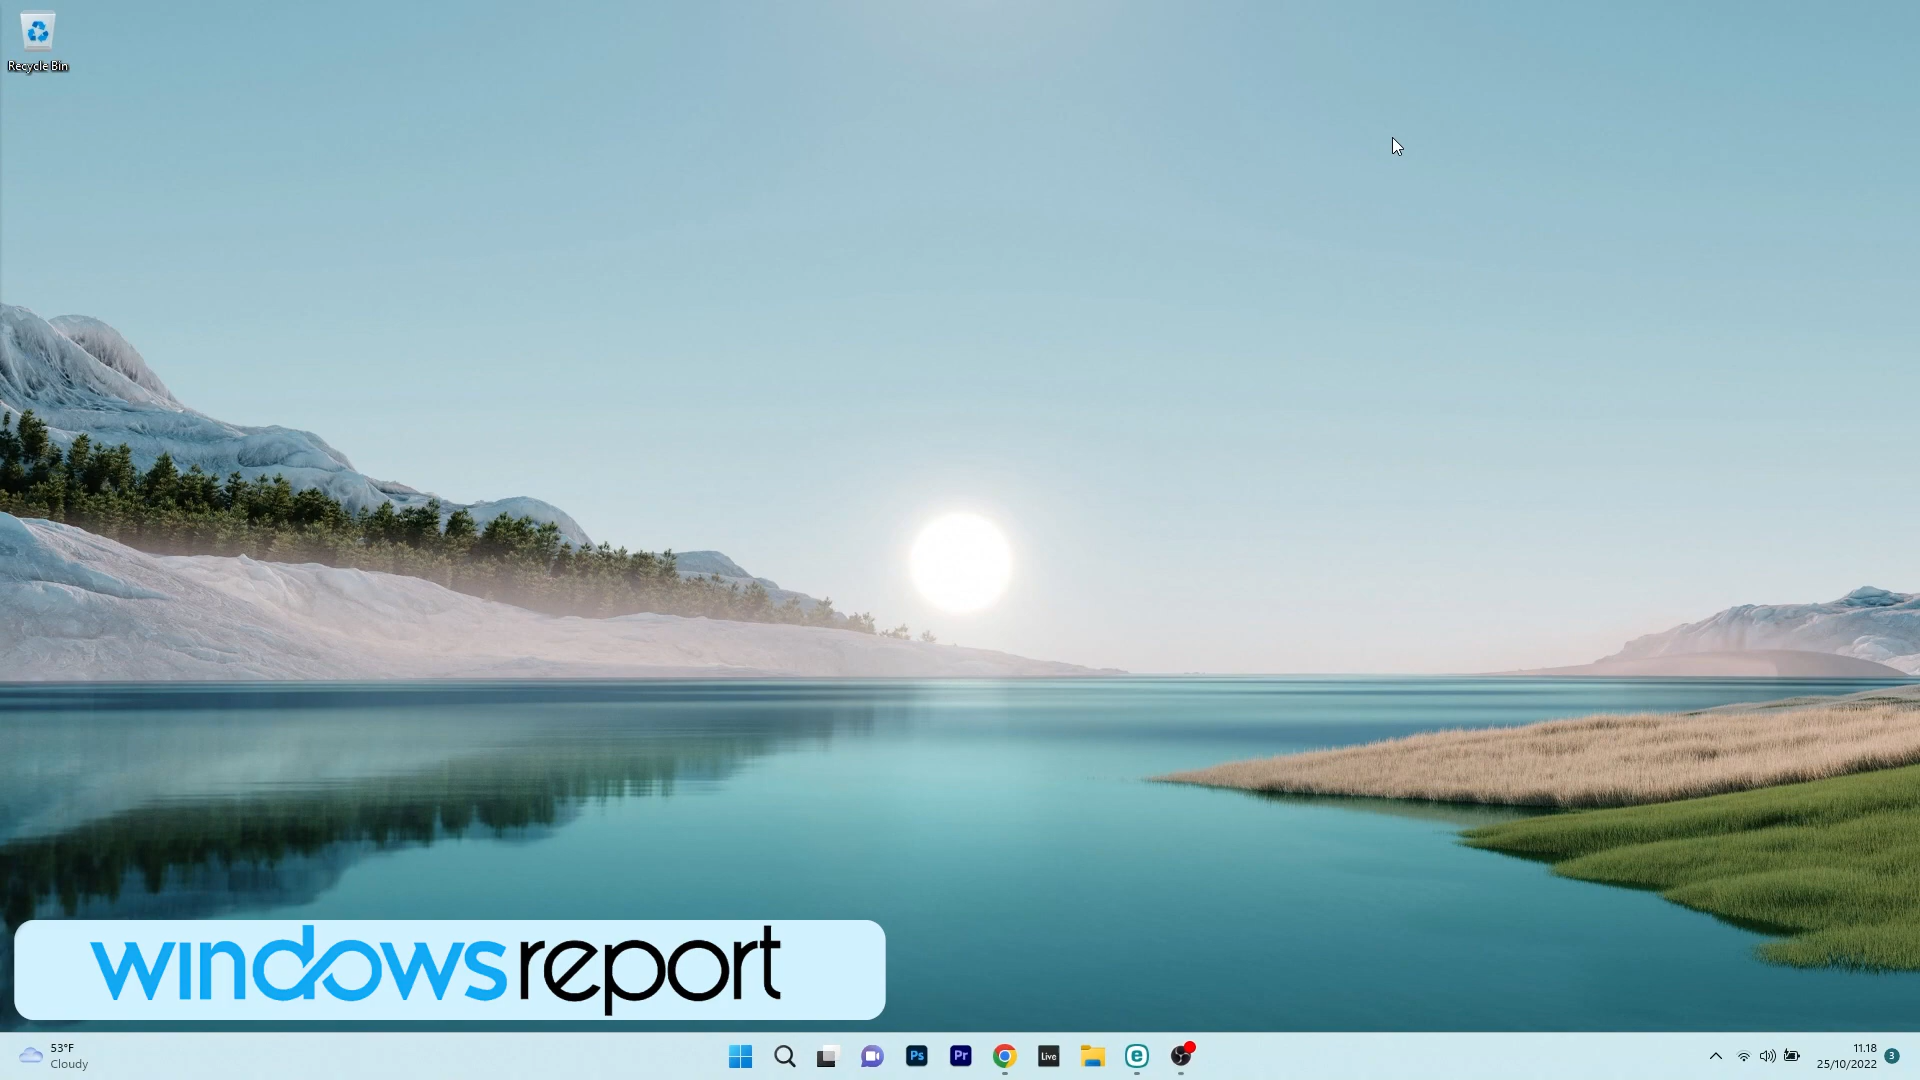 Recycle Bin
windowsreport
53°F
Cloudy
Ps
Pr
Live
e
11.18
25/10/2022
3